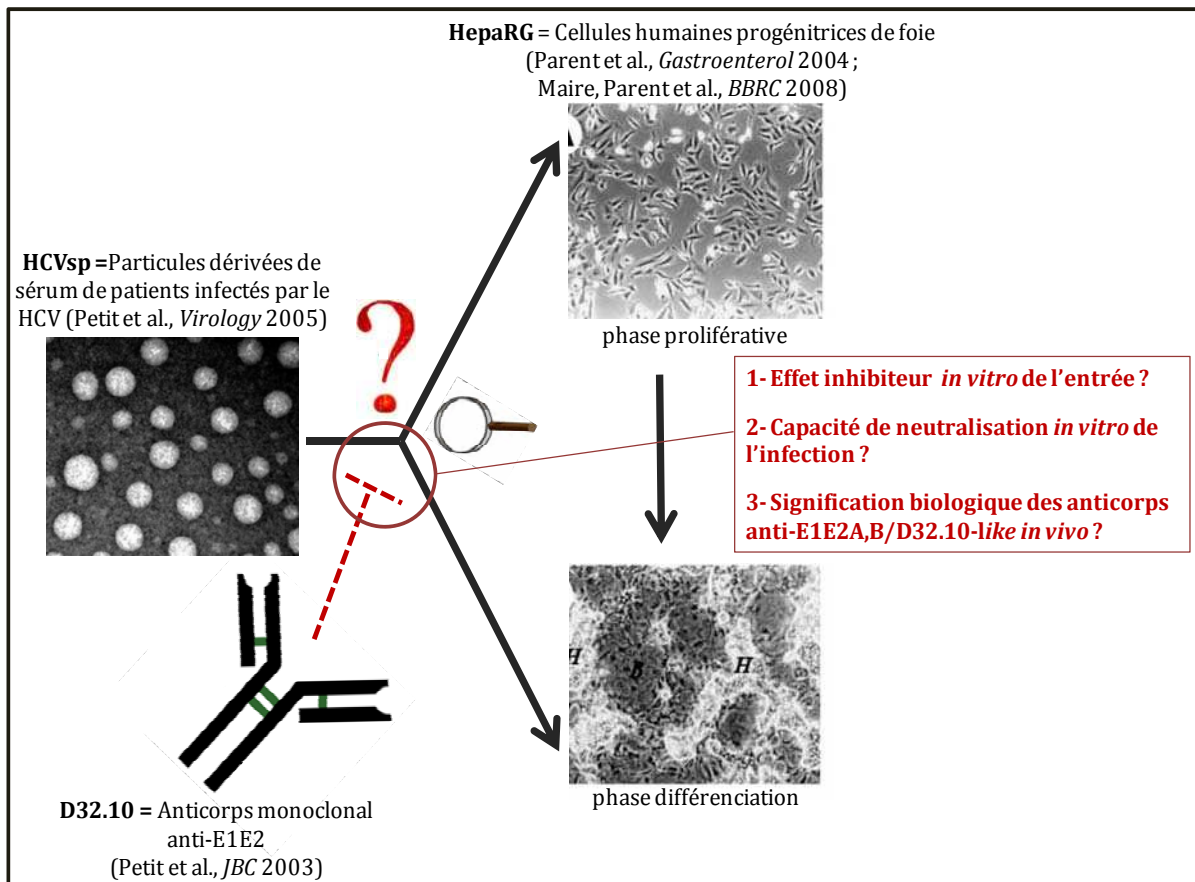 HepaRG = Cellules humaines progénitrices de foie
(Parent et al., Gastroenterol 2004 ;
Maire, Parent et al., BBRC 2008)
phase proliférative
HCVsp =Particules dérivées de
sérum de patients infectés par le
HCV (Petit et al., Virology 2005)
?
1- Effet inhibiteur in vitro de l’entrée ?
2- Capacité de neutralisation in vitro de
l’infection ?
3- Signification biologique des anticorps
anti-E1E2A,B/D32.10-like in vivo ?
H
B
H
phase différenciation
D32.10 = Anticorps monoclonal
anti-E1E2
(Petit et al., JBC 2003)